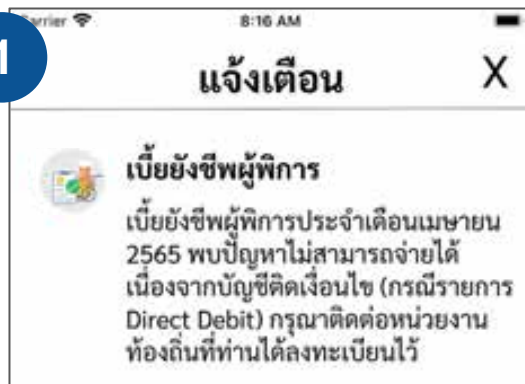 1
Carrier 8:16 AM
แจ้งเตือน X
เบี้ยยังชีพผู้พิการ
เบี้ยยังชีพผู้พิการประจำเดือนเมษายน
2565 พบปัญหาไม่สามารถจ่ายได้
เนื่องจากบัญชีติดเงื่อนไข (กรณีรายการ
Direct Debit) กรุณาติดต่อหน่วยงาน
ท้องถิ่นที่ท่านได้ลงทะเบียนไว้